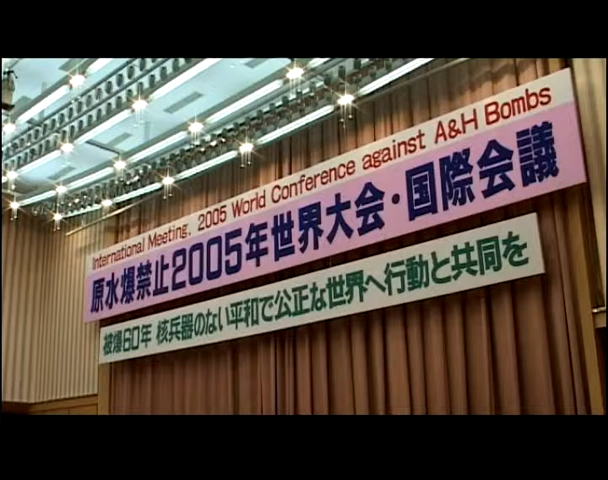 International Meeting, 2005 World Conference against A&H Bombs
原水爆禁止2005年世界大会・国際会議
被爆60年 核兵器のない平和で公正な世界へ行動と共同を